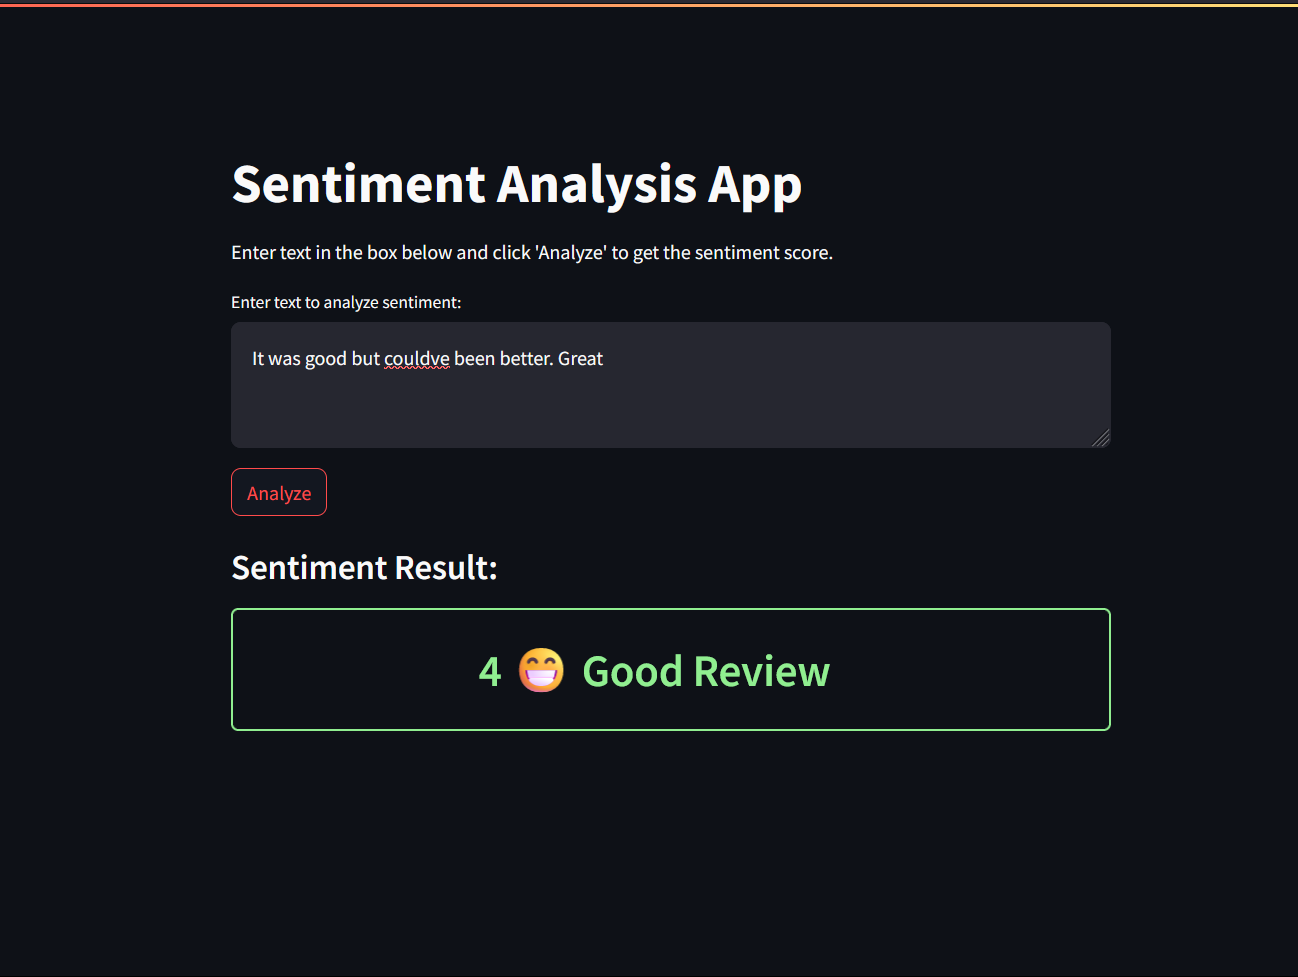 Sentiment Analysis App
Enter text in the box below and click 'Analyze' to get the sentiment score.
Enter text to analyze sentiment:
It was good but couldve been better. Great
Analyze
Sentiment Result:
4 😁 Good Review